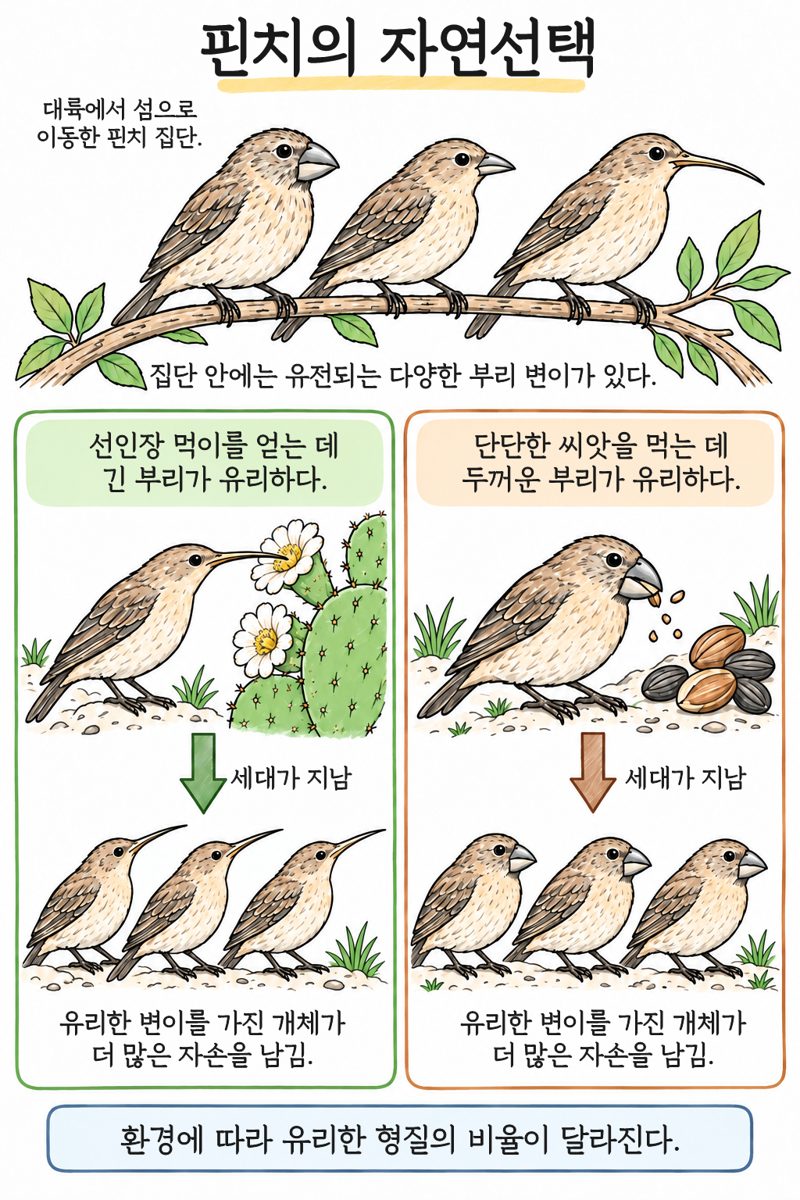 핀치의 자연선택
대륙에서 섬으로
이동한 핀치 집단.
집단 안에는 유전되는 다양한 부리 변이가 있다.
선인장 먹이를 얻는 데
긴 부리가 유리하다.
세대가 지남
유리한 변이를 가진 개체가
더 많은 자손을 남김.
단단한 씨앗을 먹는 데
두꺼운 부리가 유리하다.
세대가 지남
유리한 변이를 가진 개체가
더 많은 자손을 남김.
환경에 따라 유리한 형질의 비율이 달라진다.